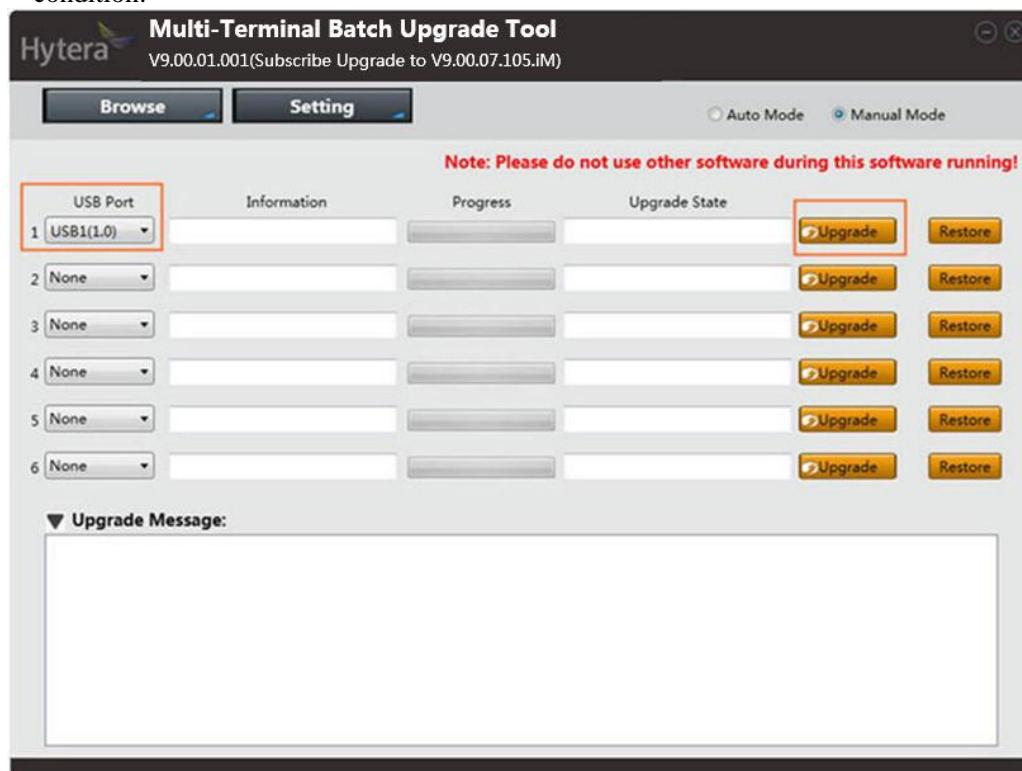 condition.
Hytera
Multi-Terminal Batch Upgrade Tool
V9.00.01.001(Subscribe Upgrade to V9.00.07.105.iM)
Browse Setting Auto Mode Manual Mode
Note: Please do not use other software during this software running!
USB Port Information Progress Upgrade State
1 USB1(1.0) Upgrade Restore
2 None Upgrade Restore
3 None Upgrade Restore
4 None Upgrade Restore
5 None Upgrade Restore
6 None Upgrade Restore
Upgrade Message: